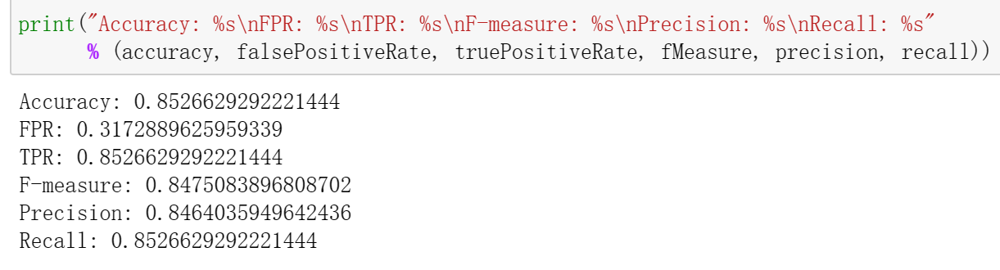 print("Accuracy: %s\nFPR: %s\nTPR: %s\nF-measure: %s\nPrecision: %s\nRecall: %s"
% (accuracy, falsePositiveRate, truePositiveRate, fMeasure, precision, recall))
Accuracy: 0.8526629292221444
FPR: 0.3172889625959339
TPR: 0.8526629292221444
F-measure: 0.8475083896808702
Precision: 0.8464035949642436
Recall: 0.8526629292221444